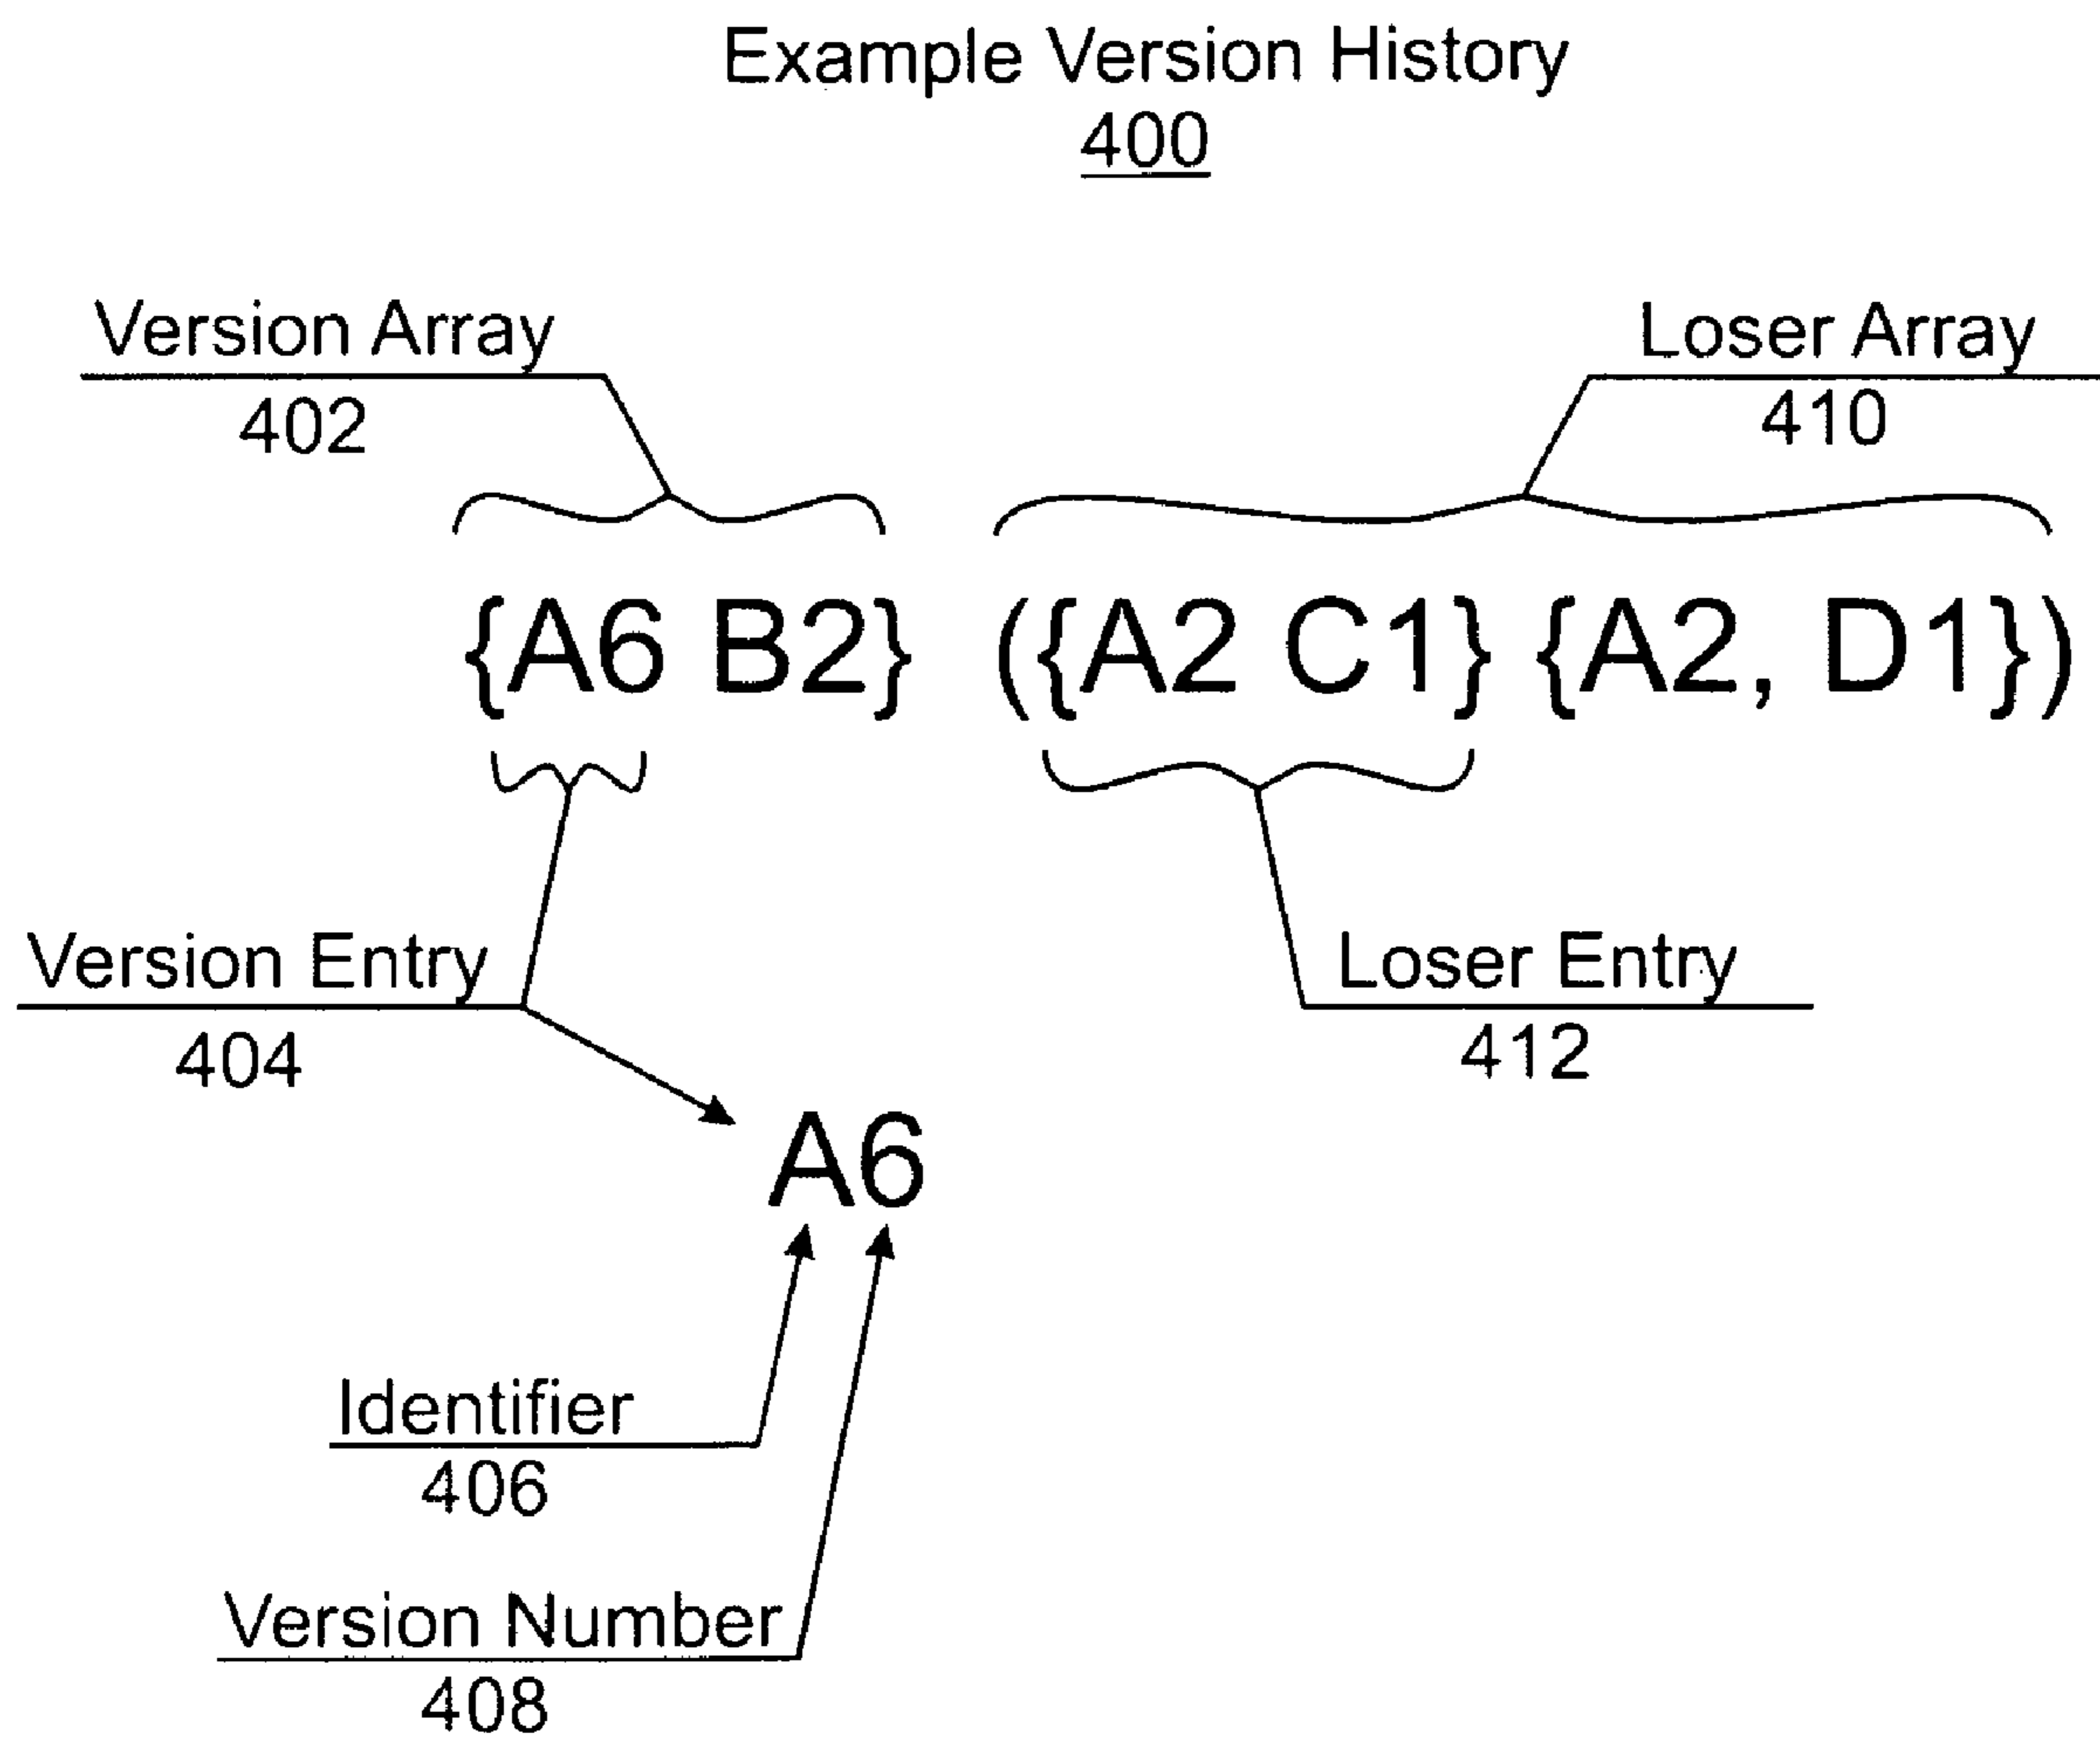 Example Version History
400
Version Array
402
Loser Array
410
{A6 B2} ({A2 C1} {A2, D1})
Version Entry
404
Loser Entry
412
A6
Identifier
406
Version Number
408